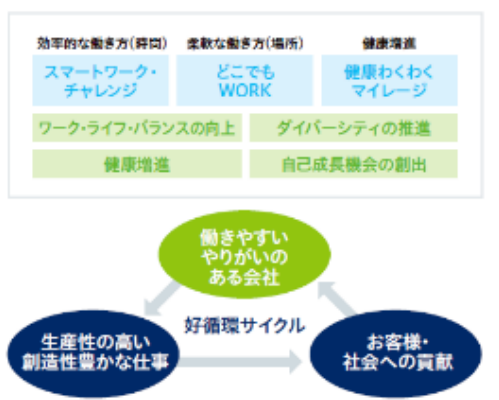 効率的な働き方(時間)
柔軟な働き方(場所)
健康増進
スマートワーク・
チャレンジ
どこでも
WORK
健康わくわく
マイレージ
ワーク・ライフ・バランスの向上
ダイバーシティの推進
健康増進
自己成長機会の創出
働きやすい
やりがいの
ある会社
好循環サイクル
生産性の高い
創造性豊かな仕事
お客様・
社会への貢献